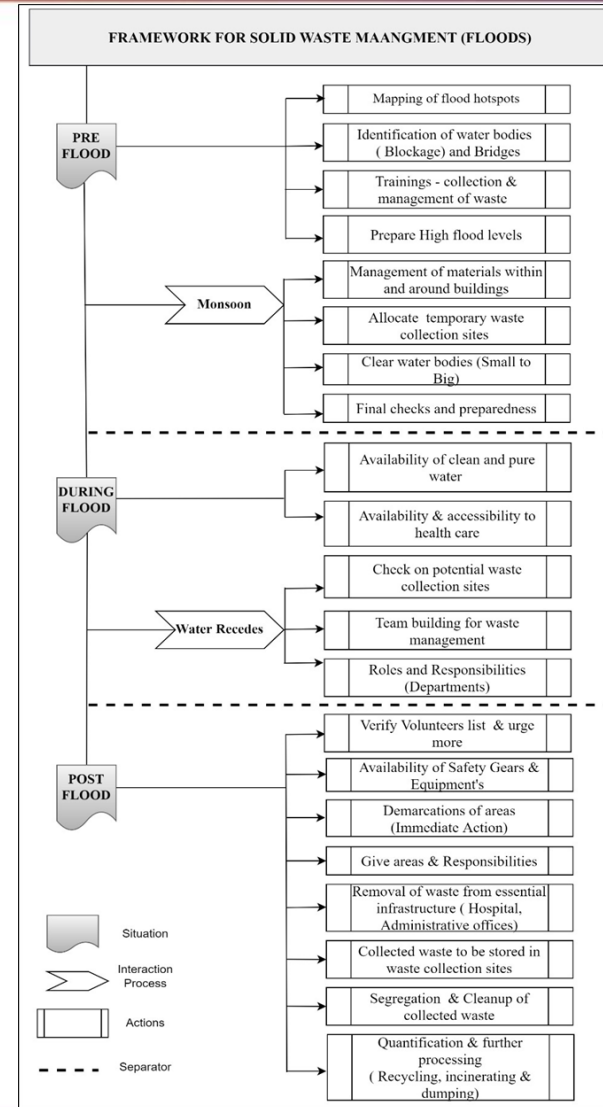 FRAMEWORK FOR SOLID WASTE MAANGMENT (FLOODS)
PRE
FLOOD
Mapping of flood hotspots
Identification of water bodies
( Blockage) and Bridges
Trainings - collection &
management of waste
Prepare High flood levels
Monsoon
Management of materials within
and around buildings
Allocate temporary waste
collection sites
Clear water bodies (Small to
Big)
Final checks and preparedness
DURING
FLOOD
Availability of clean and pure
water
Availability & accessibility to
health care
Water Recedes
Check on potential waste
collection sites
Team building for waste
management
Roles and Responsibilities
(Departments)
POST
FLOOD
Verify Volunteers list & urge
more
Availability of Safety Gears &
Equipment's
Demarcations of areas
(Immediate Action)
Give areas & Responsibilities
Removal of waste from essential
infrastructure ( Hospital,
Administrative offices)
Collected waste to be stored in
waste collection sites
Segregation & Cleanup of
collected waste
Quantification & further
processing
( Recycling, incinerating &
dumping)
Situation
Interaction
Process
Actions
Separator